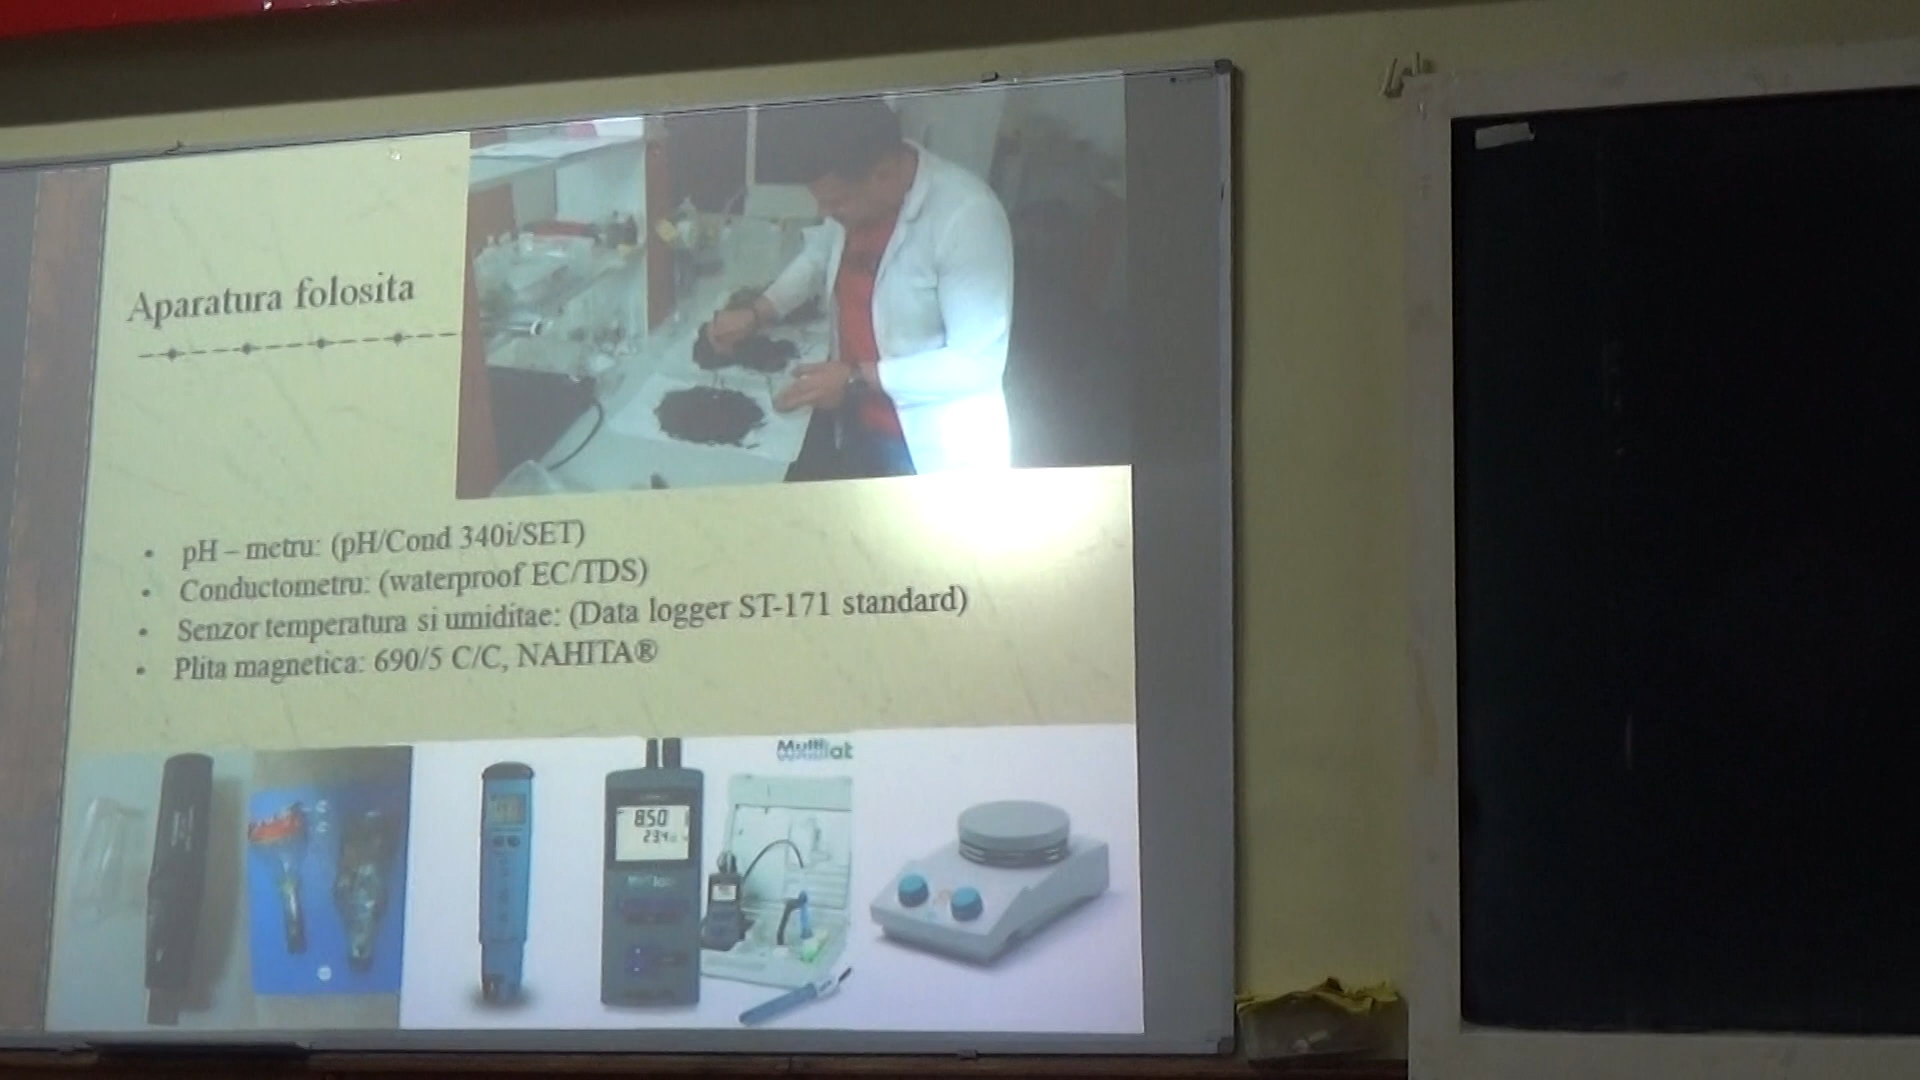 Aparatura folosita
• pH – metru: (pH/Cond 340i/SET)
• Conductometru: (waterproof EC/TDS)
• Senzor temperatura si umiditae: (Data logger ST-171 standard)
• Plita magnetica: 690/5 C/C, NAHITA®
Multilab
850